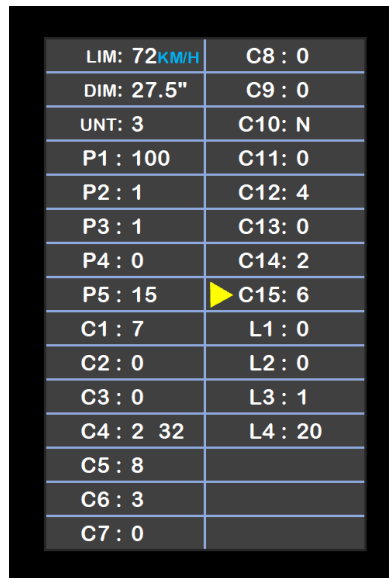 LIM: 72KM/H
DIM: 27.5"
UNT: 3
P1 : 100
P2 : 1
P3 : 1
P4 : 0
P5 : 15
C1 : 7
C2 : 0
C3 : 0
C4 : 2 32
C5 : 8
C6 : 3
C7 : 0
C8 : 0
C9 : 0
C10: N
C11: 0
C12: 4
C13: 0
C14: 2
C15: 6
L1 : 0
L2 : 0
L3 : 1
L4 : 20